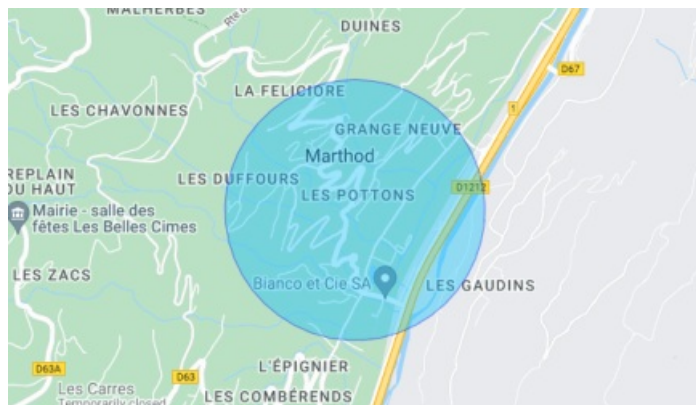 MALHERBES
Rte d
DUINES
D67
LA FELICIORE
LES CHAVONNES
1
GRANGE NEUVE
Marthod
REPLAIN
DU HAUT
LES DUFFOURS
LES POTTONS
D1212
Mairie - salle des
fêtes Les Belles Cimes
LES ZACS
Bianco et Cie SA
LES GAUDINS
L'ÉPIGNIER
D63A
D63
Les Carres
Temporarily closed
LES COMBÉRENDS